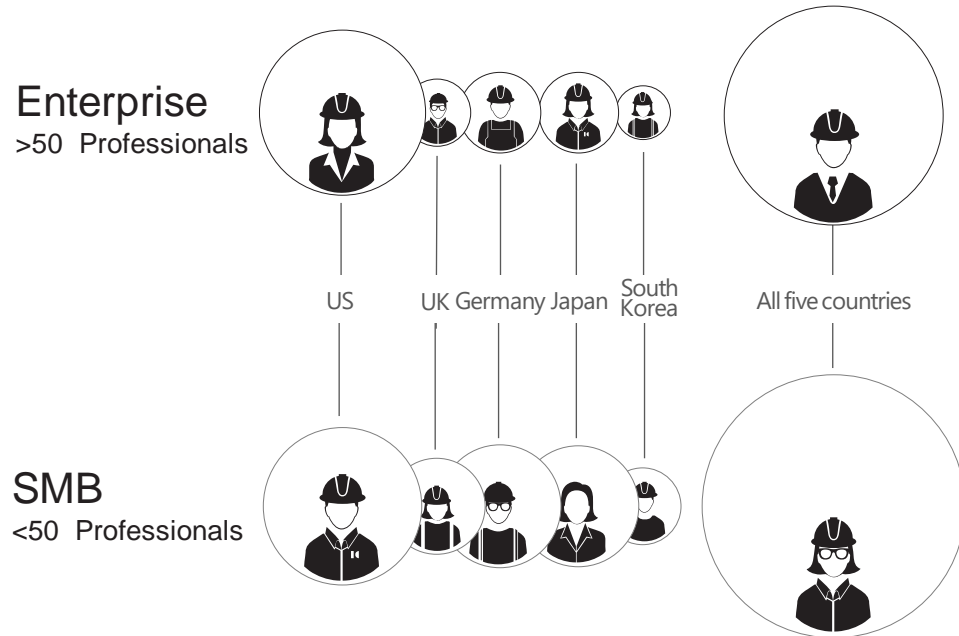 Enterprise
>50 Professionals
US
UK
Germany
Japan
South
Korea
All five countries
SMB
<50 Professionals